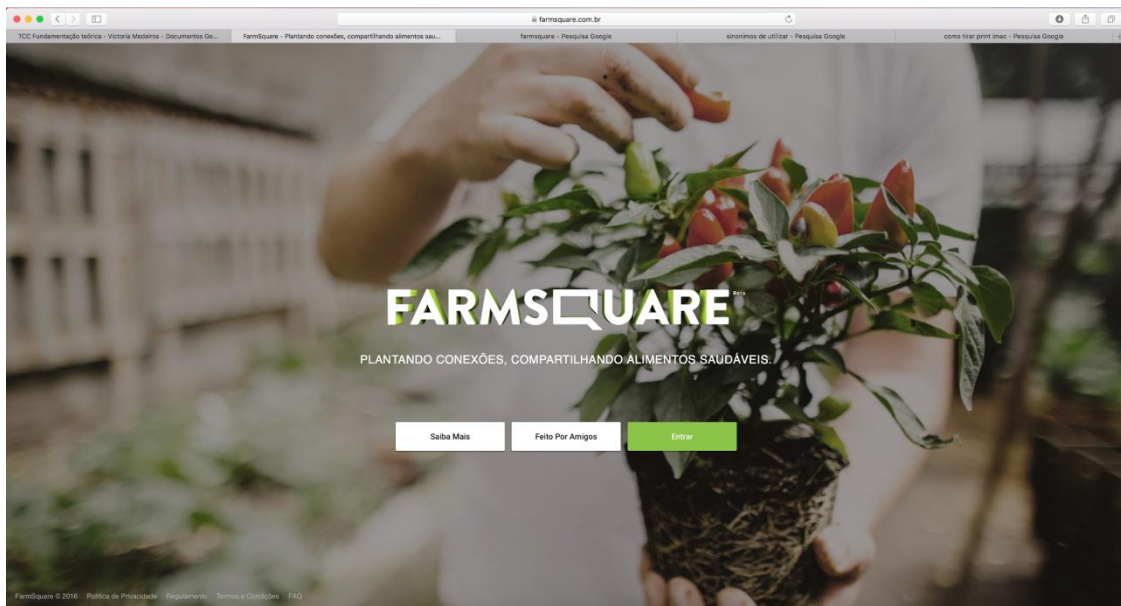 farmsquare.com.br
TCC Fundamentação teórica - Victoria Medeiros - Documentos Go...
FarmSquare - Plantando conexões, compartilhando alimentos sau...
farmsquare - Pesquisa Google
sinonimos de utilizar - Pesquisa Google
como tirar print imac - Pesquisa Google
FARMSQUARE Beta
PLANTANDO CONEXÕES, COMPARTILHANDO ALIMENTOS SAUDÁVEIS.
Saiba Mais
Feito Por Amigos
Entrar
FarmSquare © 2016 Política de Privacidade Regulamento Termos e Condições FAQ